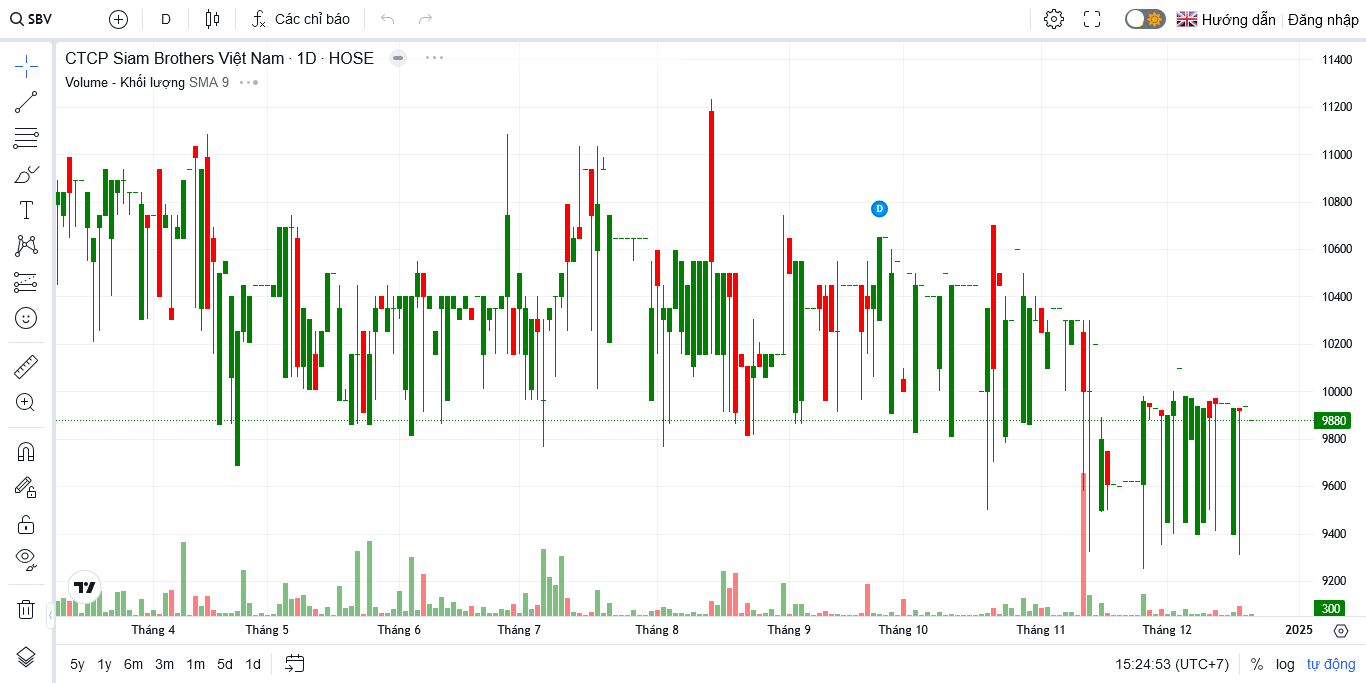 SBV D Các chỉ báo Hướng dẫn Đăng nhập
CTCP Siam Brothers Việt Nam · 1D · HOSE
Volume - Khối lượng SMA 9
11400
11200
11000
10800
D
10600
10400
10200
10000
9880
9800
9600
9400
9200
300
Tháng 4 Tháng 5 Tháng 6 Tháng 7 Tháng 8 Tháng 9 Tháng 10 Tháng 11 Tháng 12 2025
5y 1y 6m 3m 1m 5d 1d 15:24:53 (UTC+7) % log tự động